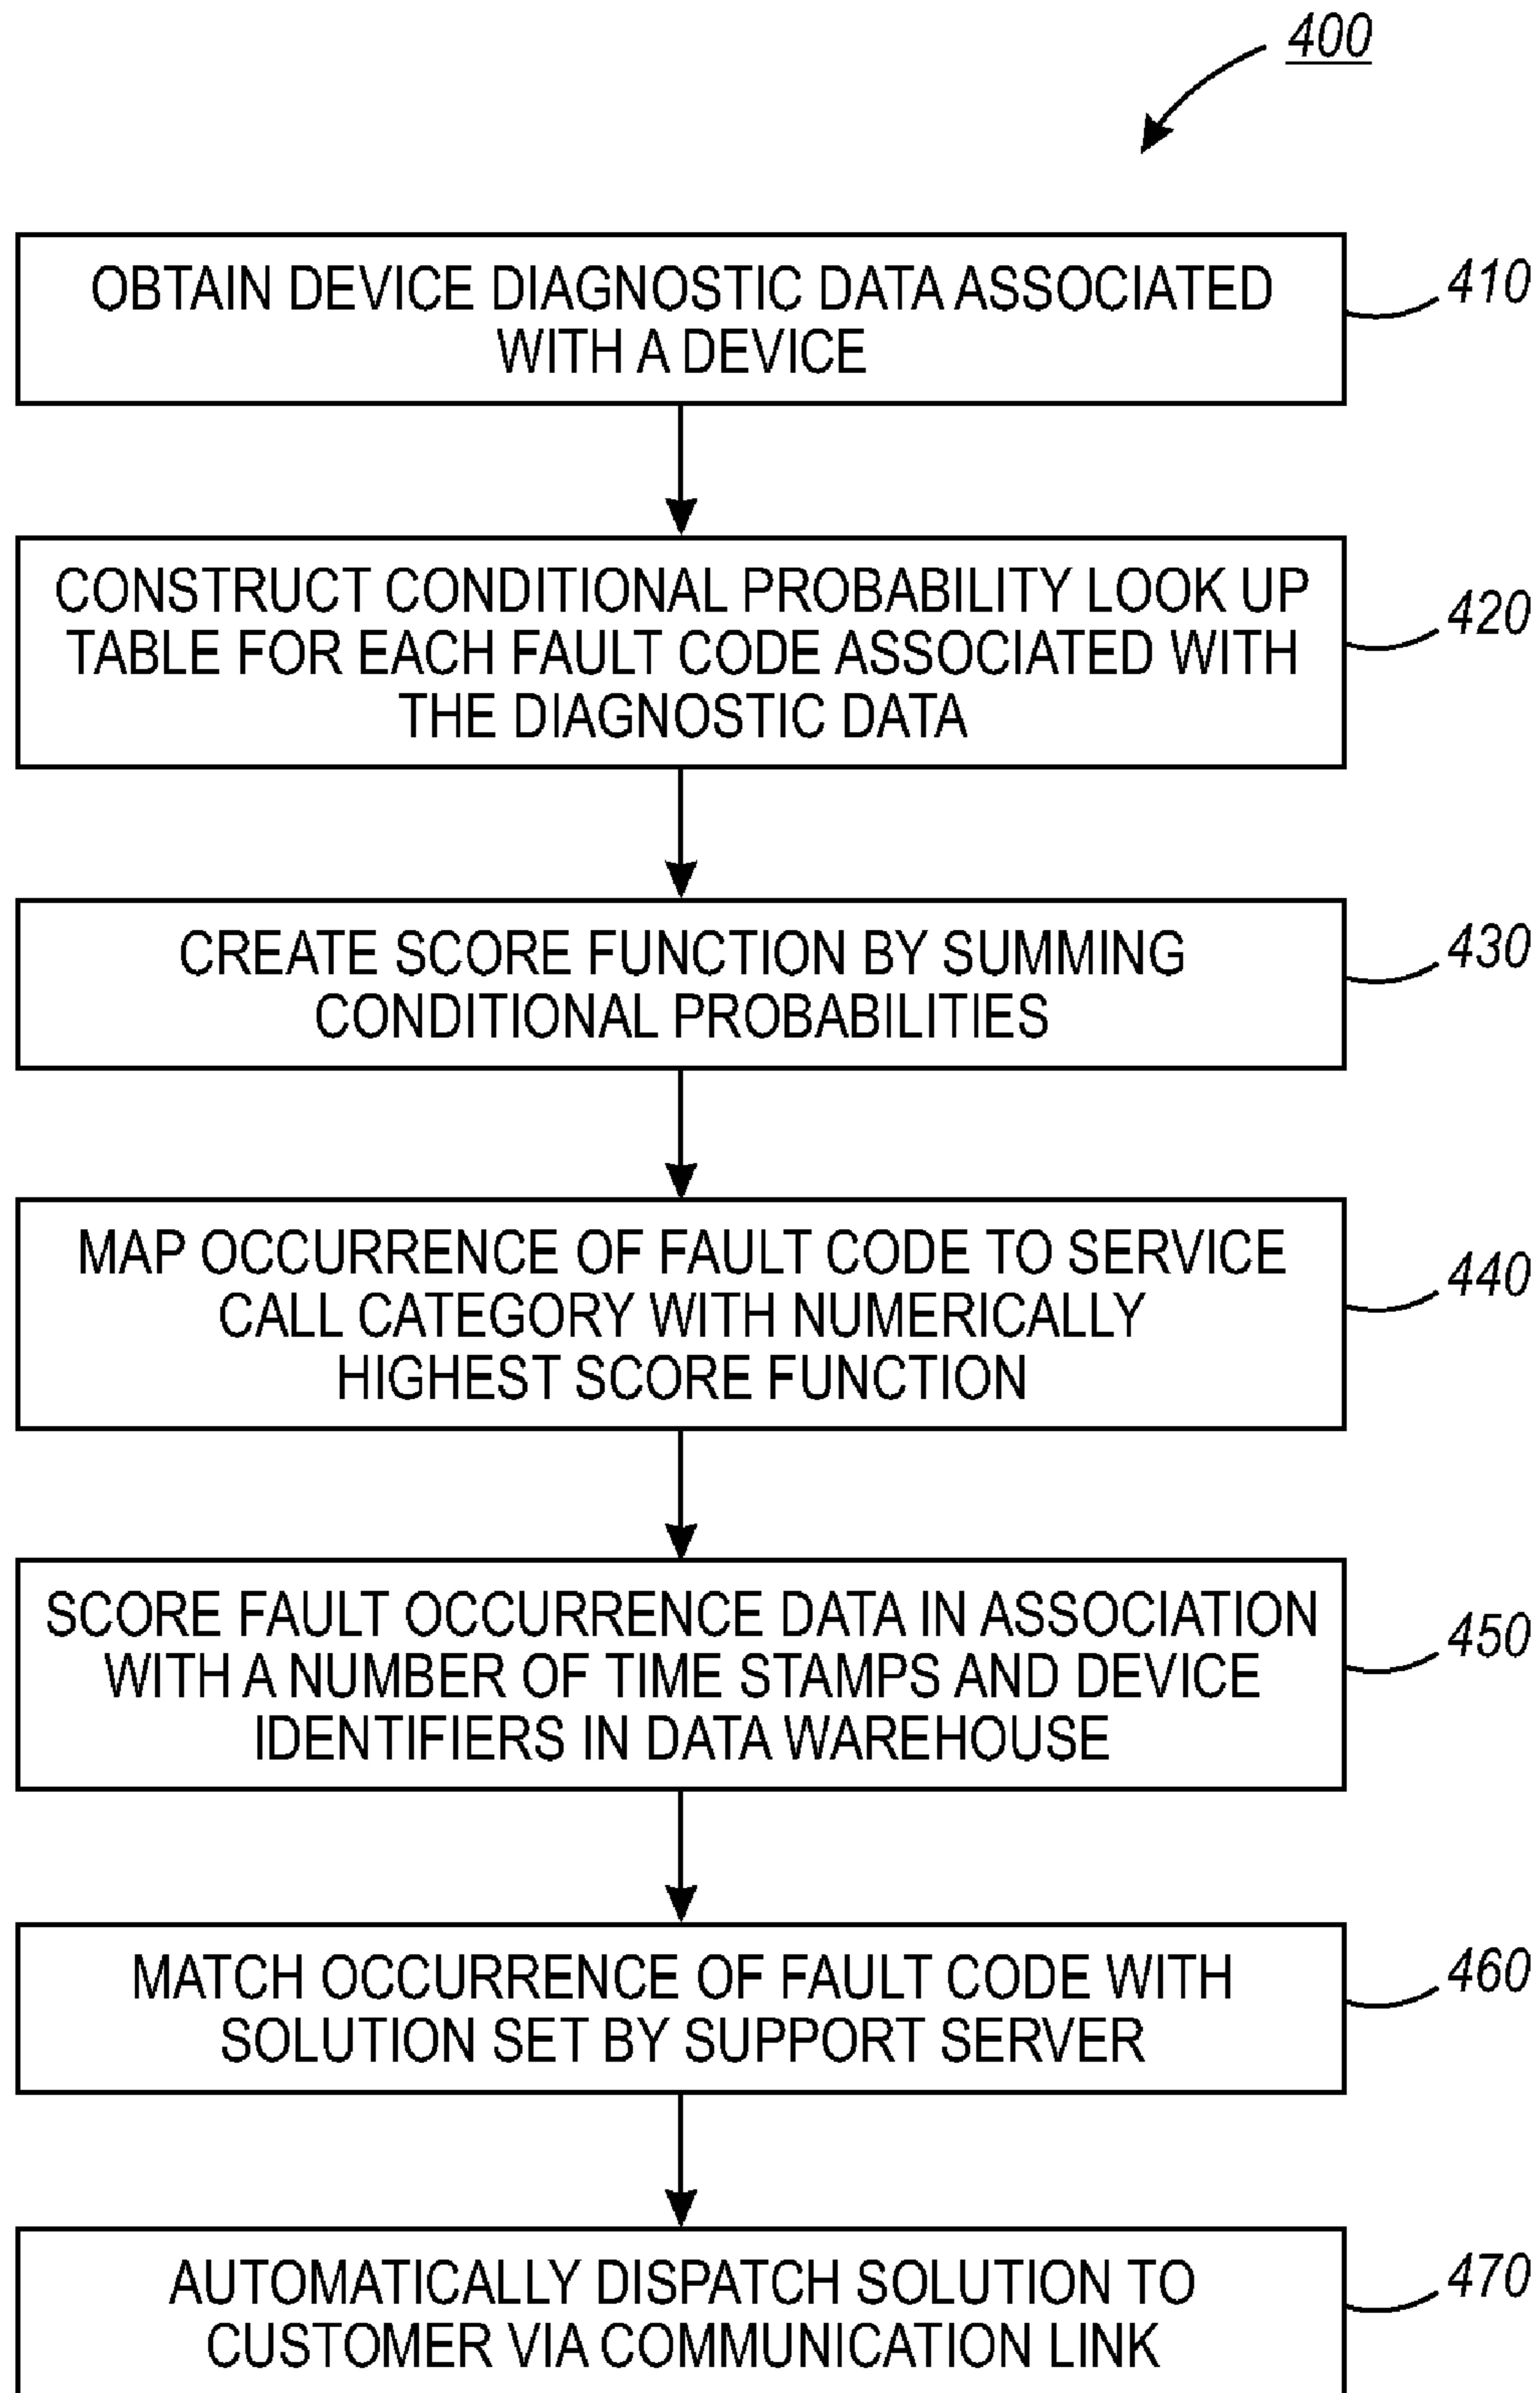 400
OBTAIN DEVICE DIAGNOSTIC DATA ASSOCIATED
WITH A DEVICE
410
CONSTRUCT CONDITIONAL PROBABILITY LOOK UP
TABLE FOR EACH FAULT CODE ASSOCIATED WITH
THE DIAGNOSTIC DATA
420
CREATE SCORE FUNCTION BY SUMMING
CONDITIONAL PROBABILITIES
430
MAP OCCURRENCE OF FAULT CODE TO SERVICE
CALL CATEGORY WITH NUMERICALLY
HIGHEST SCORE FUNCTION
440
SCORE FAULT OCCURRENCE DATA IN ASSOCIATION
WITH A NUMBER OF TIME STAMPS AND DEVICE
IDENTIFIERS IN DATA WAREHOUSE
450
MATCH OCCURRENCE OF FAULT CODE WITH
SOLUTION SET BY SUPPORT SERVER
460
AUTOMATICALLY DISPATCH SOLUTION TO
CUSTOMER VIA COMMUNICATION LINK
470